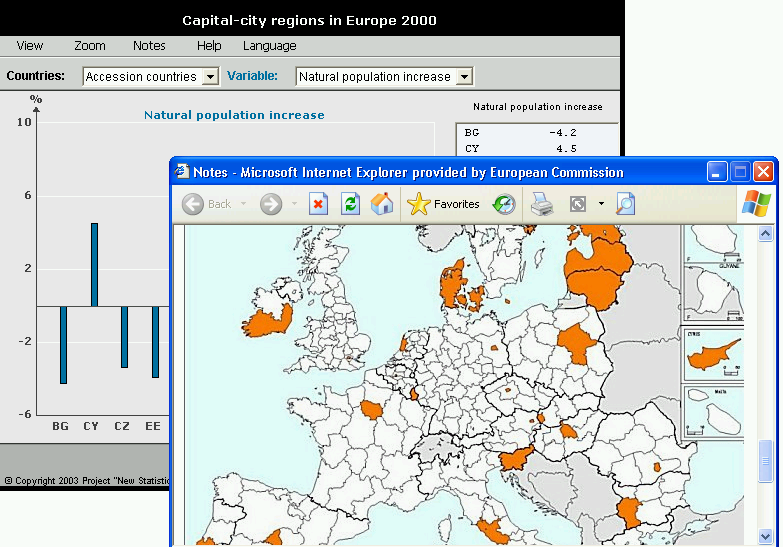 Capital-city regions in Europe 2000
View Zoom Notes Help Language
Countries: Accession countries Variable: Natural population increase
%
Natural population increase
10
6
2
-2
-6
BG CY CZ EE
Natural population increase
BG -4.2
CY 4.5
© Copyright 2003 Project "New Statistic
Notes - Microsoft Internet Explorer provided by European Commission
Back Favorites
GUYANE
CYPROS
MALTA